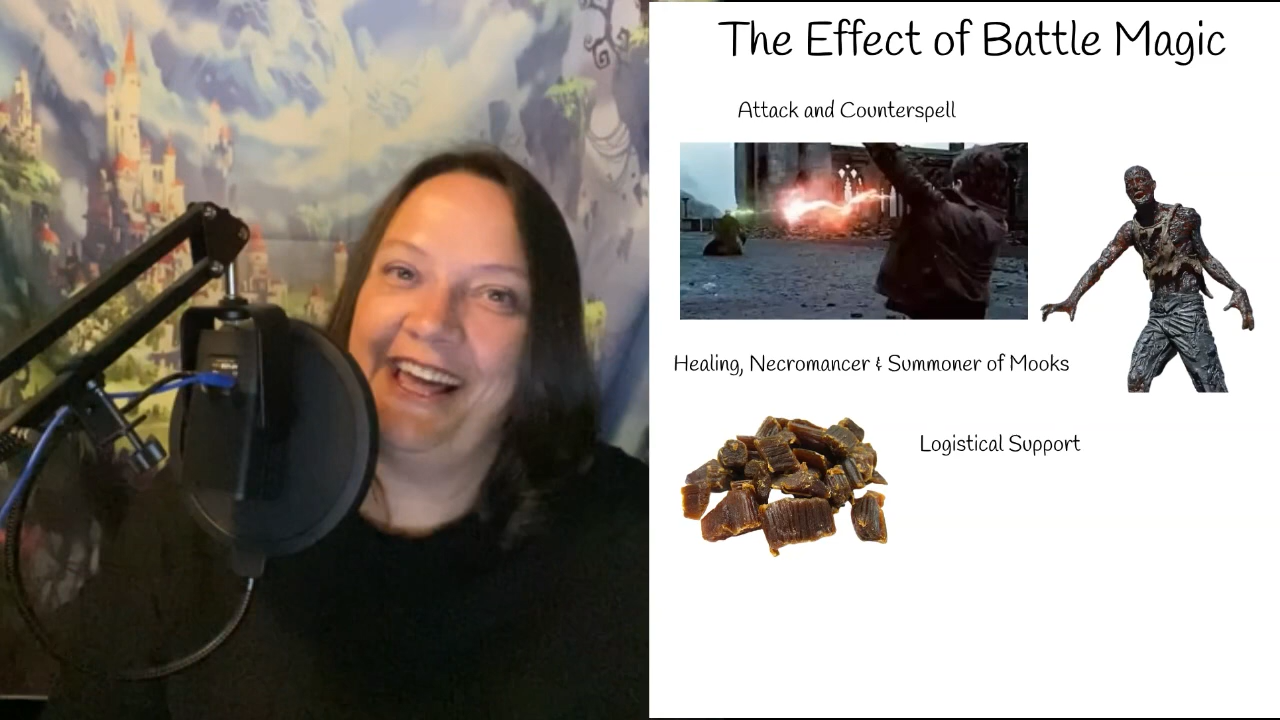 The Effect of Battle Magic
Attack and Counterspell
Healing, Necromancer & Summoner of Mooks
Logistical Support